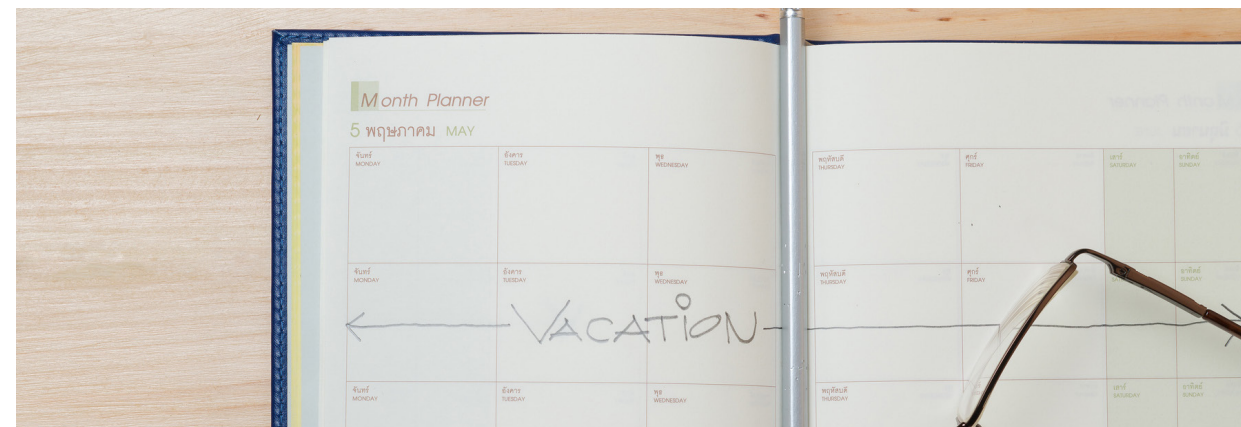 Month Planner
5 พฤษภาคม MAY
จันทร์ อังคาร พุธ พฤหัสบดี ศุกร์ เสาร์ อาทิตย์
MONDAY TUESDAY WEDNESDAY THURSDAY FRIDAY SATURDAY SUNDAY
จันทร์ อังคาร พุธ พฤหัสบดี ศุกร์ อาทิตย์
MONDAY TUESDAY WEDNESDAY THURSDAY FRIDAY SUNDAY
VACATION
จันทร์ อังคาร พุธ พฤหัสบดี เสาร์ อาทิตย์
MONDAY TUESDAY WEDNESDAY THURSDAY SATURDAY SUNDAY